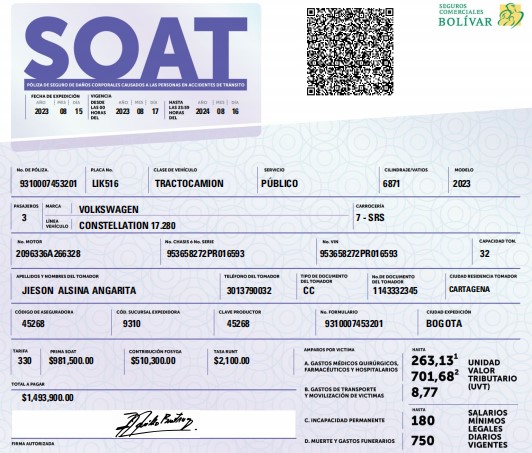 SEGUROS
COMERCIALES
BOLÍVAR
SOAT
PÓLIZA DE SEGURO DE DAÑOS CORPORALES CAUSADOS A LAS PERSONAS EN ACCIDENTES DE TRÁNSITO
FECHA DE EXPEDICIÓN
AÑO MES DÍA
2023 08 15
VIGENCIA
DESDE LAS 00 HORAS DEL
AÑO MES DÍA
2023 08 17
HASTA LAS 23:59 HORAS DEL
AÑO MES DÍA
2024 08 16
No. DE PÓLIZA. PLACA No. CLASE DE VEHÍCULO SERVICIO CILINDRAJE/VATIOS MODELO
9310007453201 LIK516 TRACTOCAMION PÚBLICO 6871 2023
PASAJEROS MARCA CARROCERÍA
3 VOLKSWAGEN 7 - SRS
LÍNEA VEHÍCULO CONSTELLATION 17.280
No. MOTOR No. CHASIS ó No. SERIE No. VIN CAPACIDAD TON.
2096336A266328 953658272PR016593 953658272PR016593 32
APELLIDOS Y NOMBRES DEL TOMADOR TELÉFONO DEL TOMADOR TIPO DE DOCUMENTO DEL TOMADOR No. DE DOCUMENTO DEL TOMADOR CIUDAD RESIDENCIA TOMADOR
JIESON ALSINA ANGARITA 3013790032 CC 1143332345 CARTAGENA
CÓDIGO DE ASEGURADORA CÓD. SUCURSAL EXPEDIDORA CLAVE PRODUCTOR No. FORMULARIO CIUDAD EXPEDICIÓN
45268 9310 45268 9310007453201 BOGOTA
TARIFA PRIMA SOAT CONTRIBUCIÓN FOSYGA TASA RUNT
330 $981,500.00 $510,300.00 $2,100.00
TOTAL A PAGAR
$1,493,900.00
FIRMA AUTORIZADA
AMPAROS POR VICTIMA
HASTA
A. GASTOS MÉDICOS QUIRÚRGICOS, FARMACÉUTICOS Y HOSPITALARIOS
263,13¹
701,68²
B. GASTOS DE TRANSPORTE Y MOVILIZACIÓN DE VICTIMAS
8,77
UNIDAD
VALOR
TRIBUTARIO
(UVT)
HASTA
C. INCAPACIDAD PERMANENTE 180
D. MUERTE Y GASTOS FUNERARIOS 750
SALARIOS
MÍNIMOS
LEGALES
DIARIOS
VIGENTES